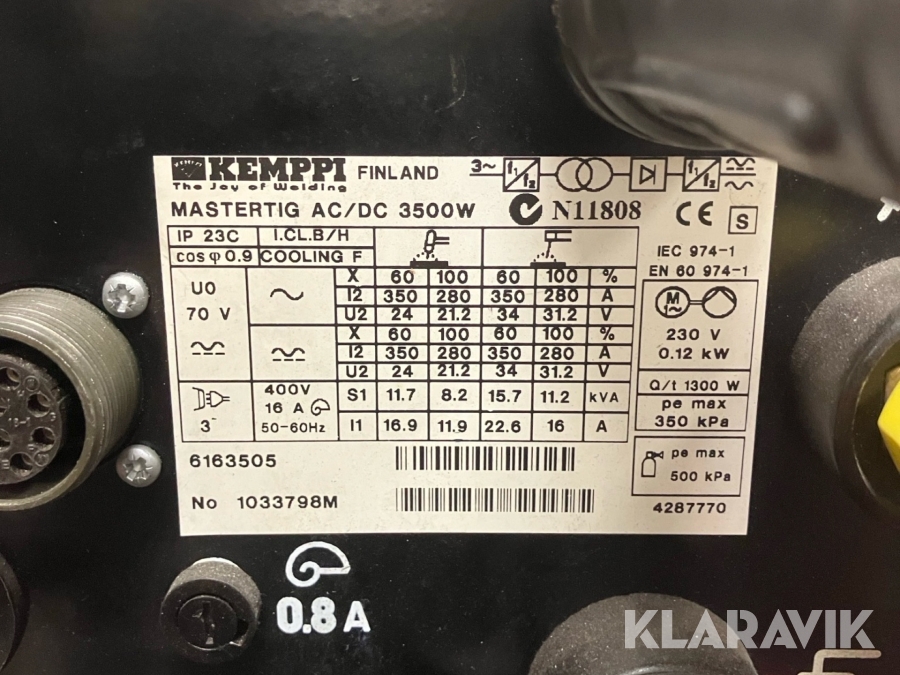 KEMPPI FINLAND
The Joy of Welding
3~ f1 f2 f1 f2
MASTERTIG AC/DC 3500W N11808 CE S
IP 23C I.CL.B/H
cos φ 0.9 COOLING F
IEC 974-1
EN 60 974-1
U0
70 V
X 60 100 60 100 %
I2 350 280 350 280 A
U2 24 21.2 34 31.2 V
X 60 100 60 100 %
I2 350 280 350 280 A
U2 24 21.2 34 31.2 V
3~ 400V
16 A
50-60Hz
S1 11.7 8.2 15.7 11.2 kVA
I1 16.9 11.9 22.6 16 A
M
1~
230 V
0.12 kW
Q/t 1300 W
pe max
350 kPa
pe max
500 kPa
6163505
No 1033798M
4287770
0.8 A
KLARAVIK